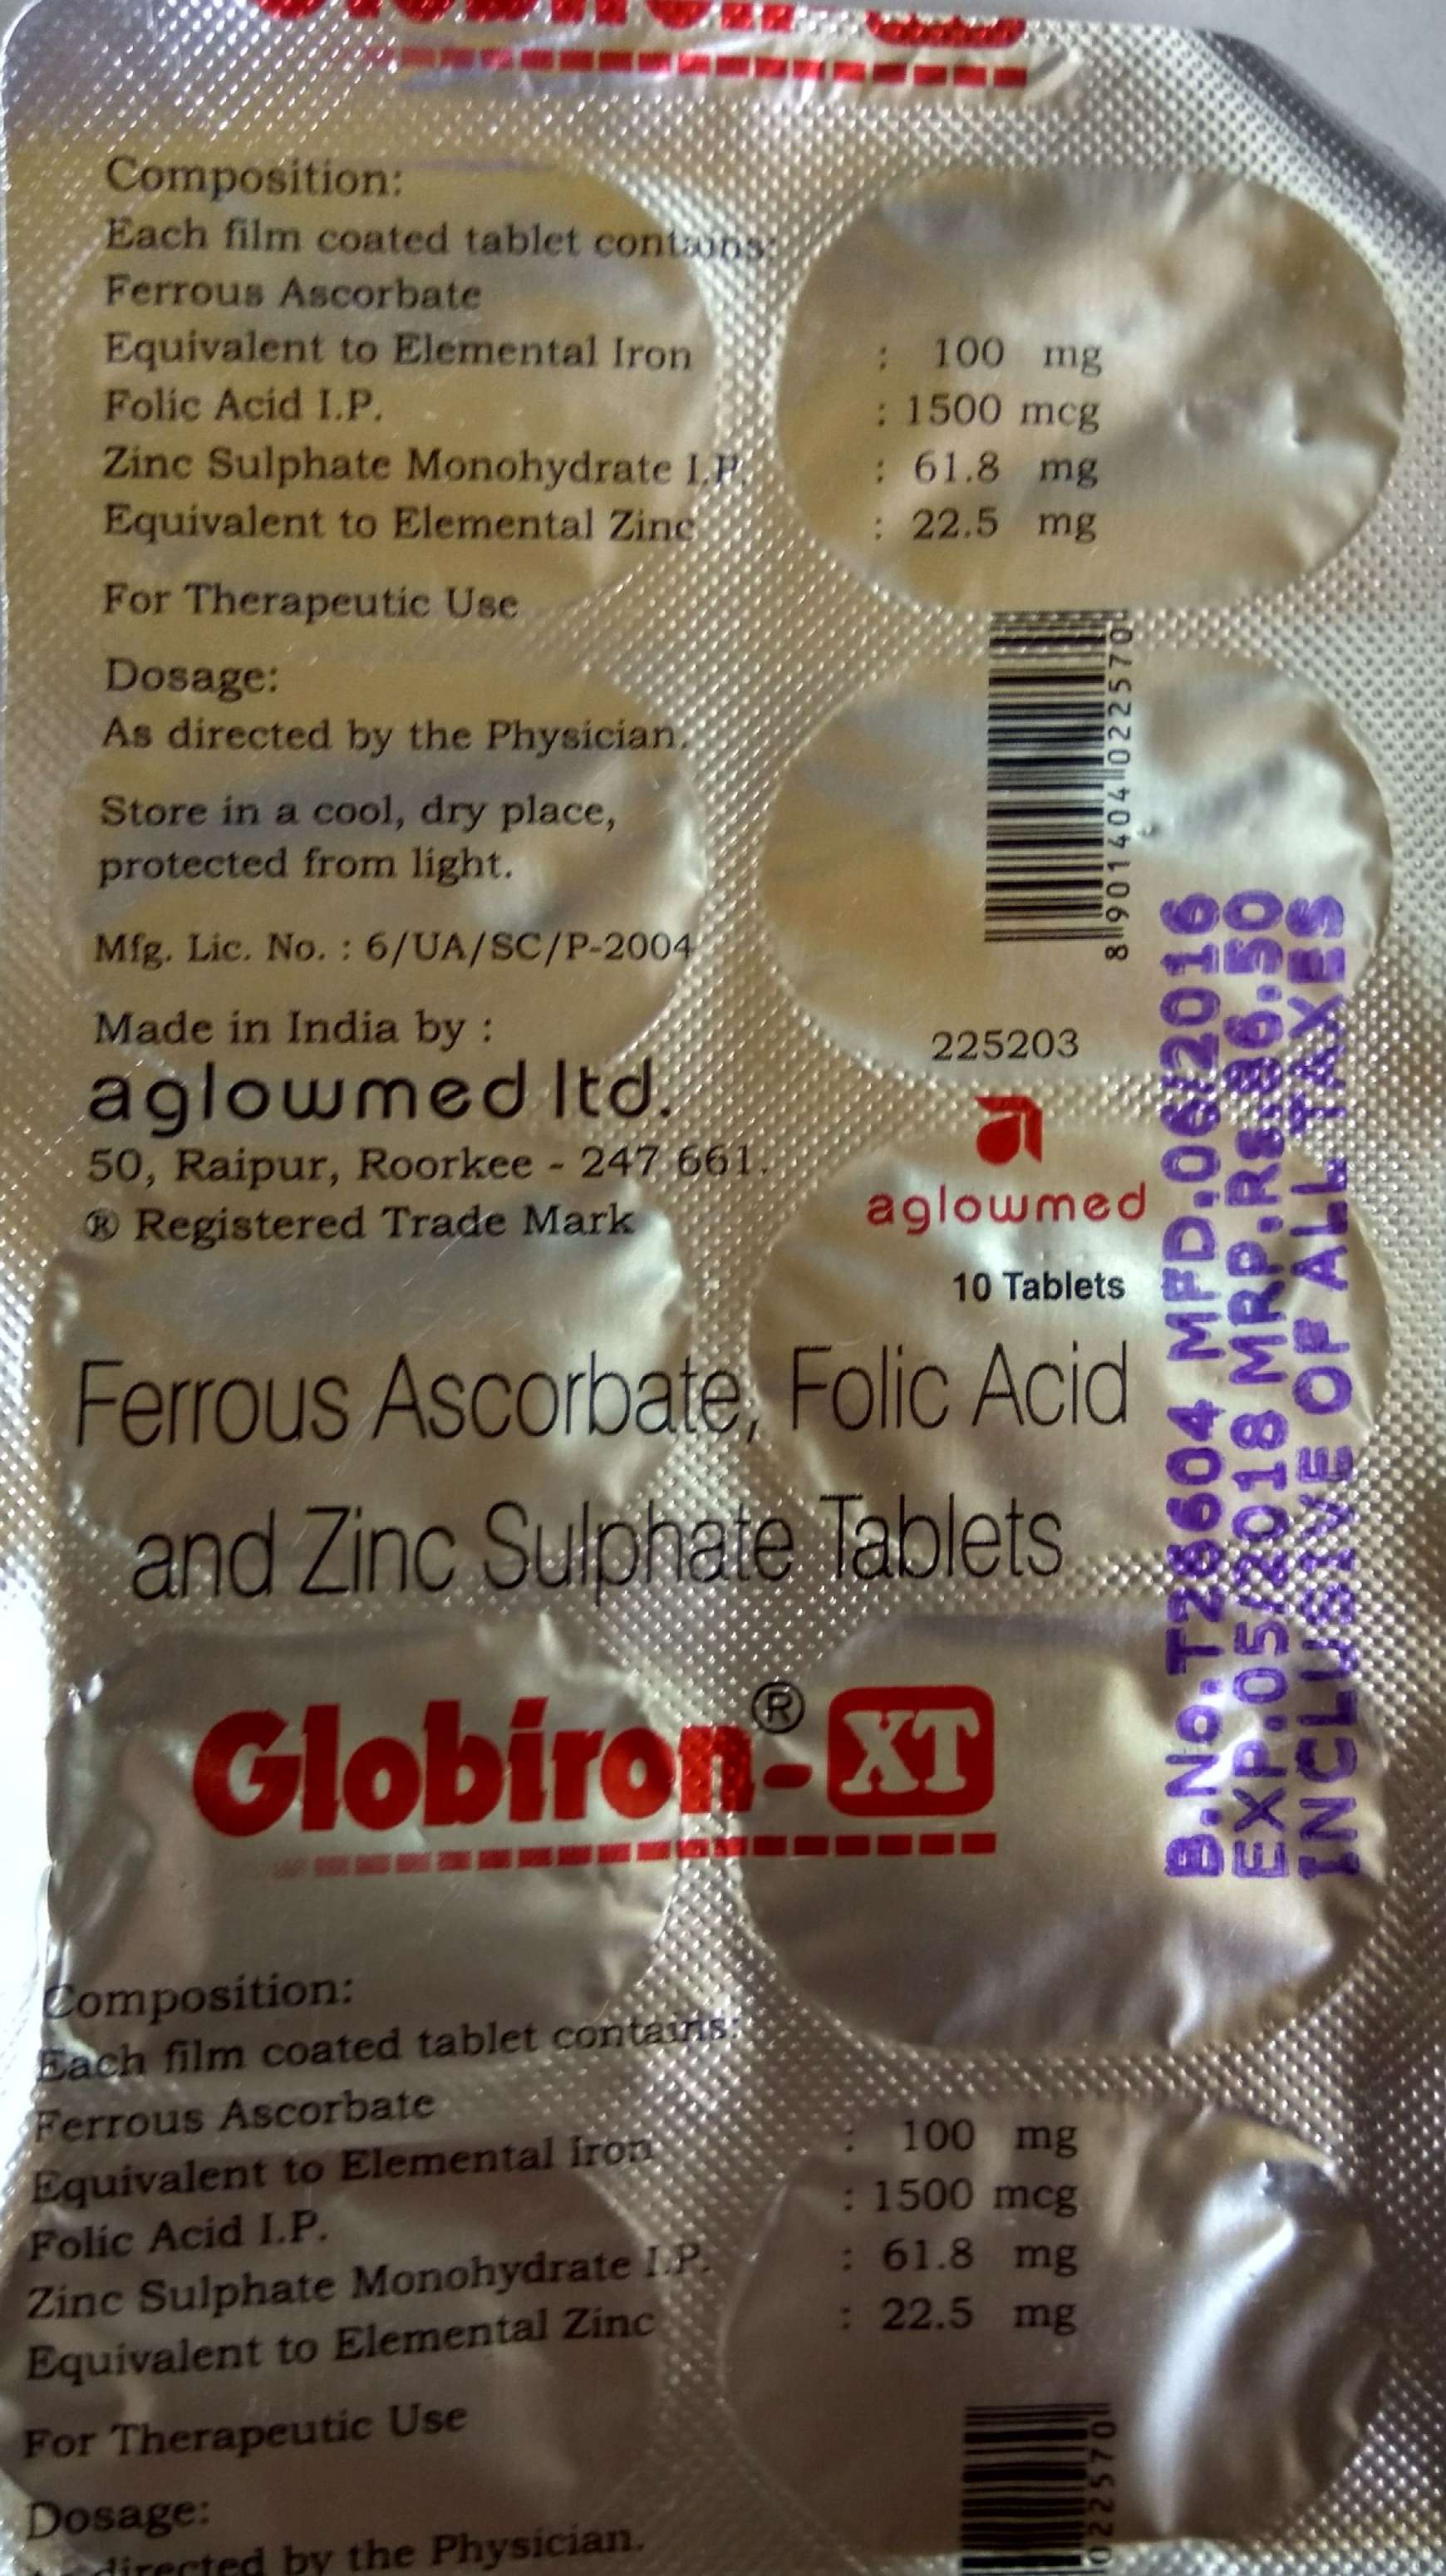 Composition:
Each film coated tablet contains:
Ferrous Ascorbate
Equivalent to Elemental Iron : 100 mg
Folic Acid I.P. : 1500 mcg
Zinc Sulphate Monohydrate I.P. : 61.8 mg
Equivalent to Elemental Zinc : 22.5 mg
For Therapeutic Use
Dosage:
As directed by the Physician.
Store in a cool, dry place,
protected from light.
Mfg. Lic. No. : 6/UA/SC/P-2004
Made in India by :
aglowmed ltd.
50, Raipur, Roorkee - 247 661.
® Registered Trade Mark
8 901404 022570
225203
aglowmed
10 Tablets
B.No.T26604 MFD.06/2016
EXP.05/2018 MRP.Rs.96.50
INCLUSIVE OF ALL TAXES
Ferrous Ascorbate, Folic Acid
and Zinc Sulphate Tablets
Globiron®-XT
Composition:
Each film coated tablet contains:
Ferrous Ascorbate
Equivalent to Elemental Iron : 100 mg
Folic Acid I.P. : 1500 mcg
Zinc Sulphate Monohydrate I.P. : 61.8 mg
Equivalent to Elemental Zinc : 22.5 mg
For Therapeutic Use
Dosage:
directed by the Physician.
022570